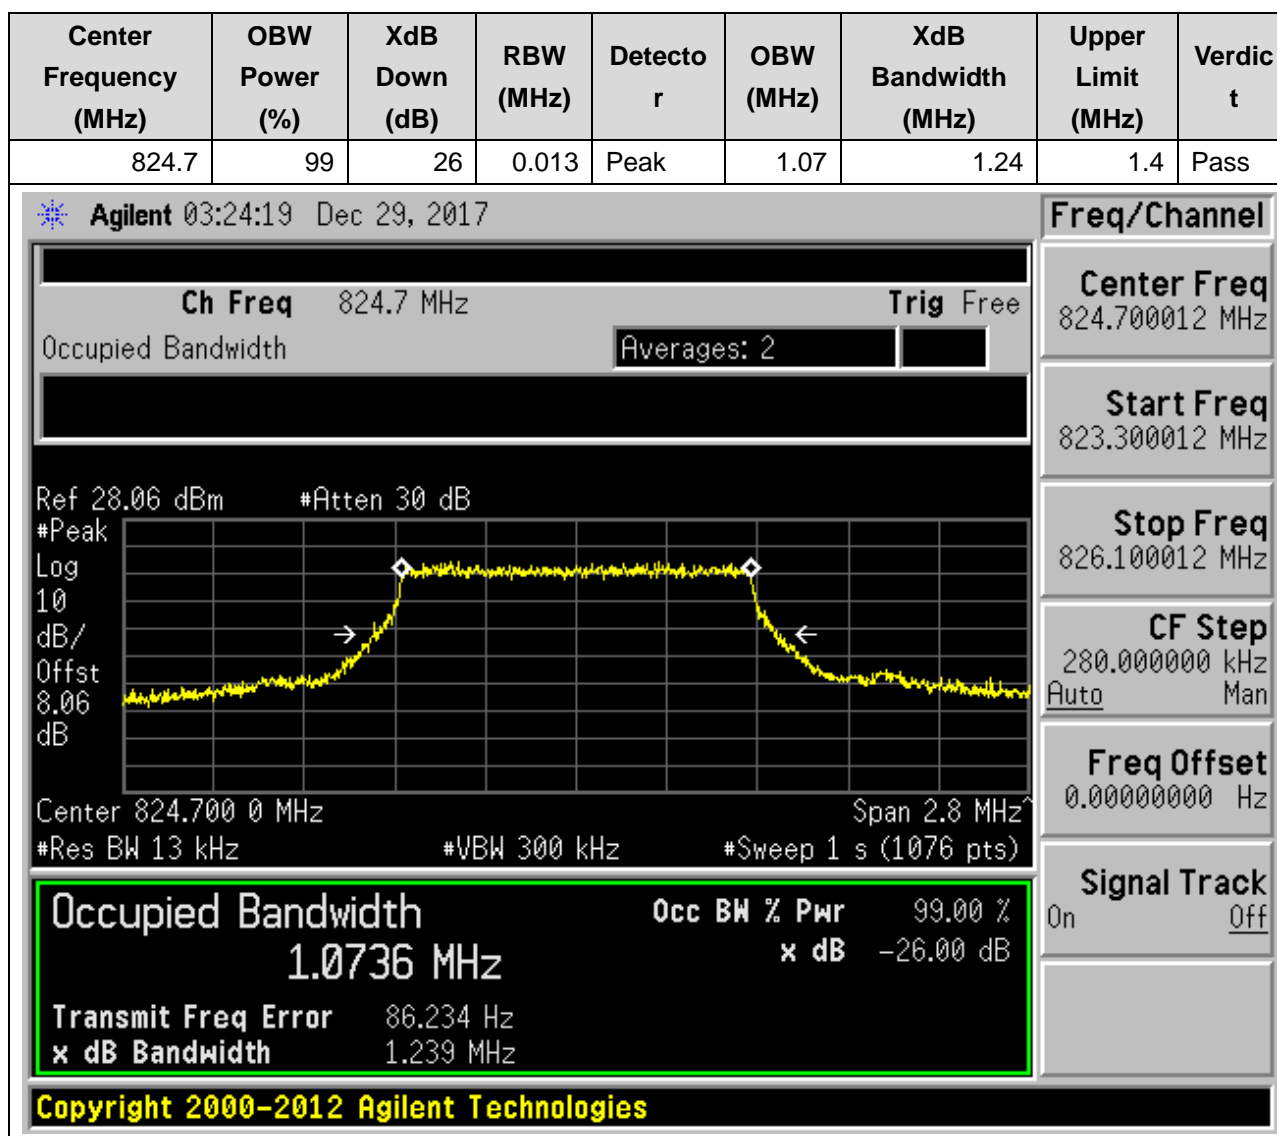 Center Frequency (MHz) OBW Power (%) XdB Down (dB) RBW (MHz) Detecto r OBW (MHz) XdB Bandwidth (MHz) Upper Limit (MHz) Verdic t
824.7 99 26 0.013 Peak 1.07 1.24 1.4 Pass
Agilent 03:24:19 Dec 29, 2017
Ch Freq 824.7 MHz Trig Free
Occupied Bandwidth Averages: 2
Ref 28.06 dBm #Atten 30 dB
#Peak
Log
10
dB/
Offst
8.06
dB
Center 824.700 0 MHz Span 2.8 MHz^
#Res BW 13 kHz #VBW 300 kHz #Sweep 1 s (1076 pts)
Occupied Bandwidth Occ BW % Pwr 99.00 %
1.0736 MHz x dB -26.00 dB
Transmit Freq Error 86.234 Hz
x dB Bandwidth 1.239 MHz
Copyright 2000-2012 Agilent Technologies
Freq/Channel
Center Freq
824.700012 MHz
Start Freq
823.300012 MHz
Stop Freq
826.100012 MHz
CF Step
280.000000 kHz
Auto Man
Freq Offset
0.00000000 Hz
Signal Track
On Off